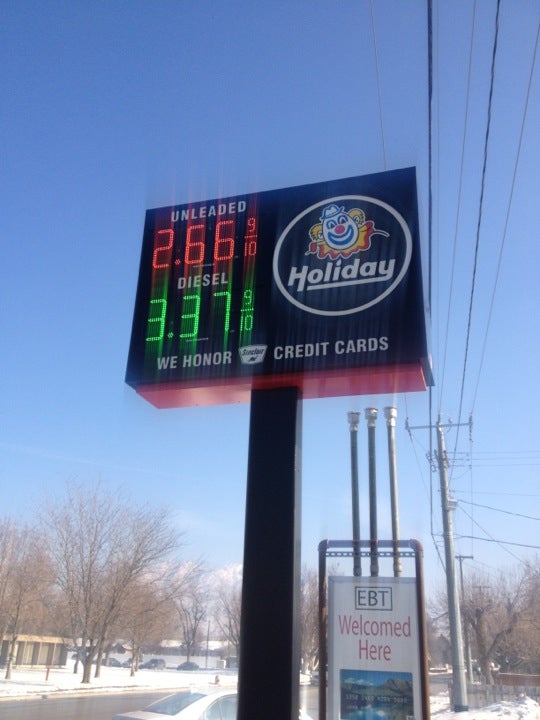 UNLEADED
2.66 9/10
DIESEL
3.37 9/10
Holiday
WE HONOR Sinclair CREDIT CARDS
EBT
Welcomed
Here